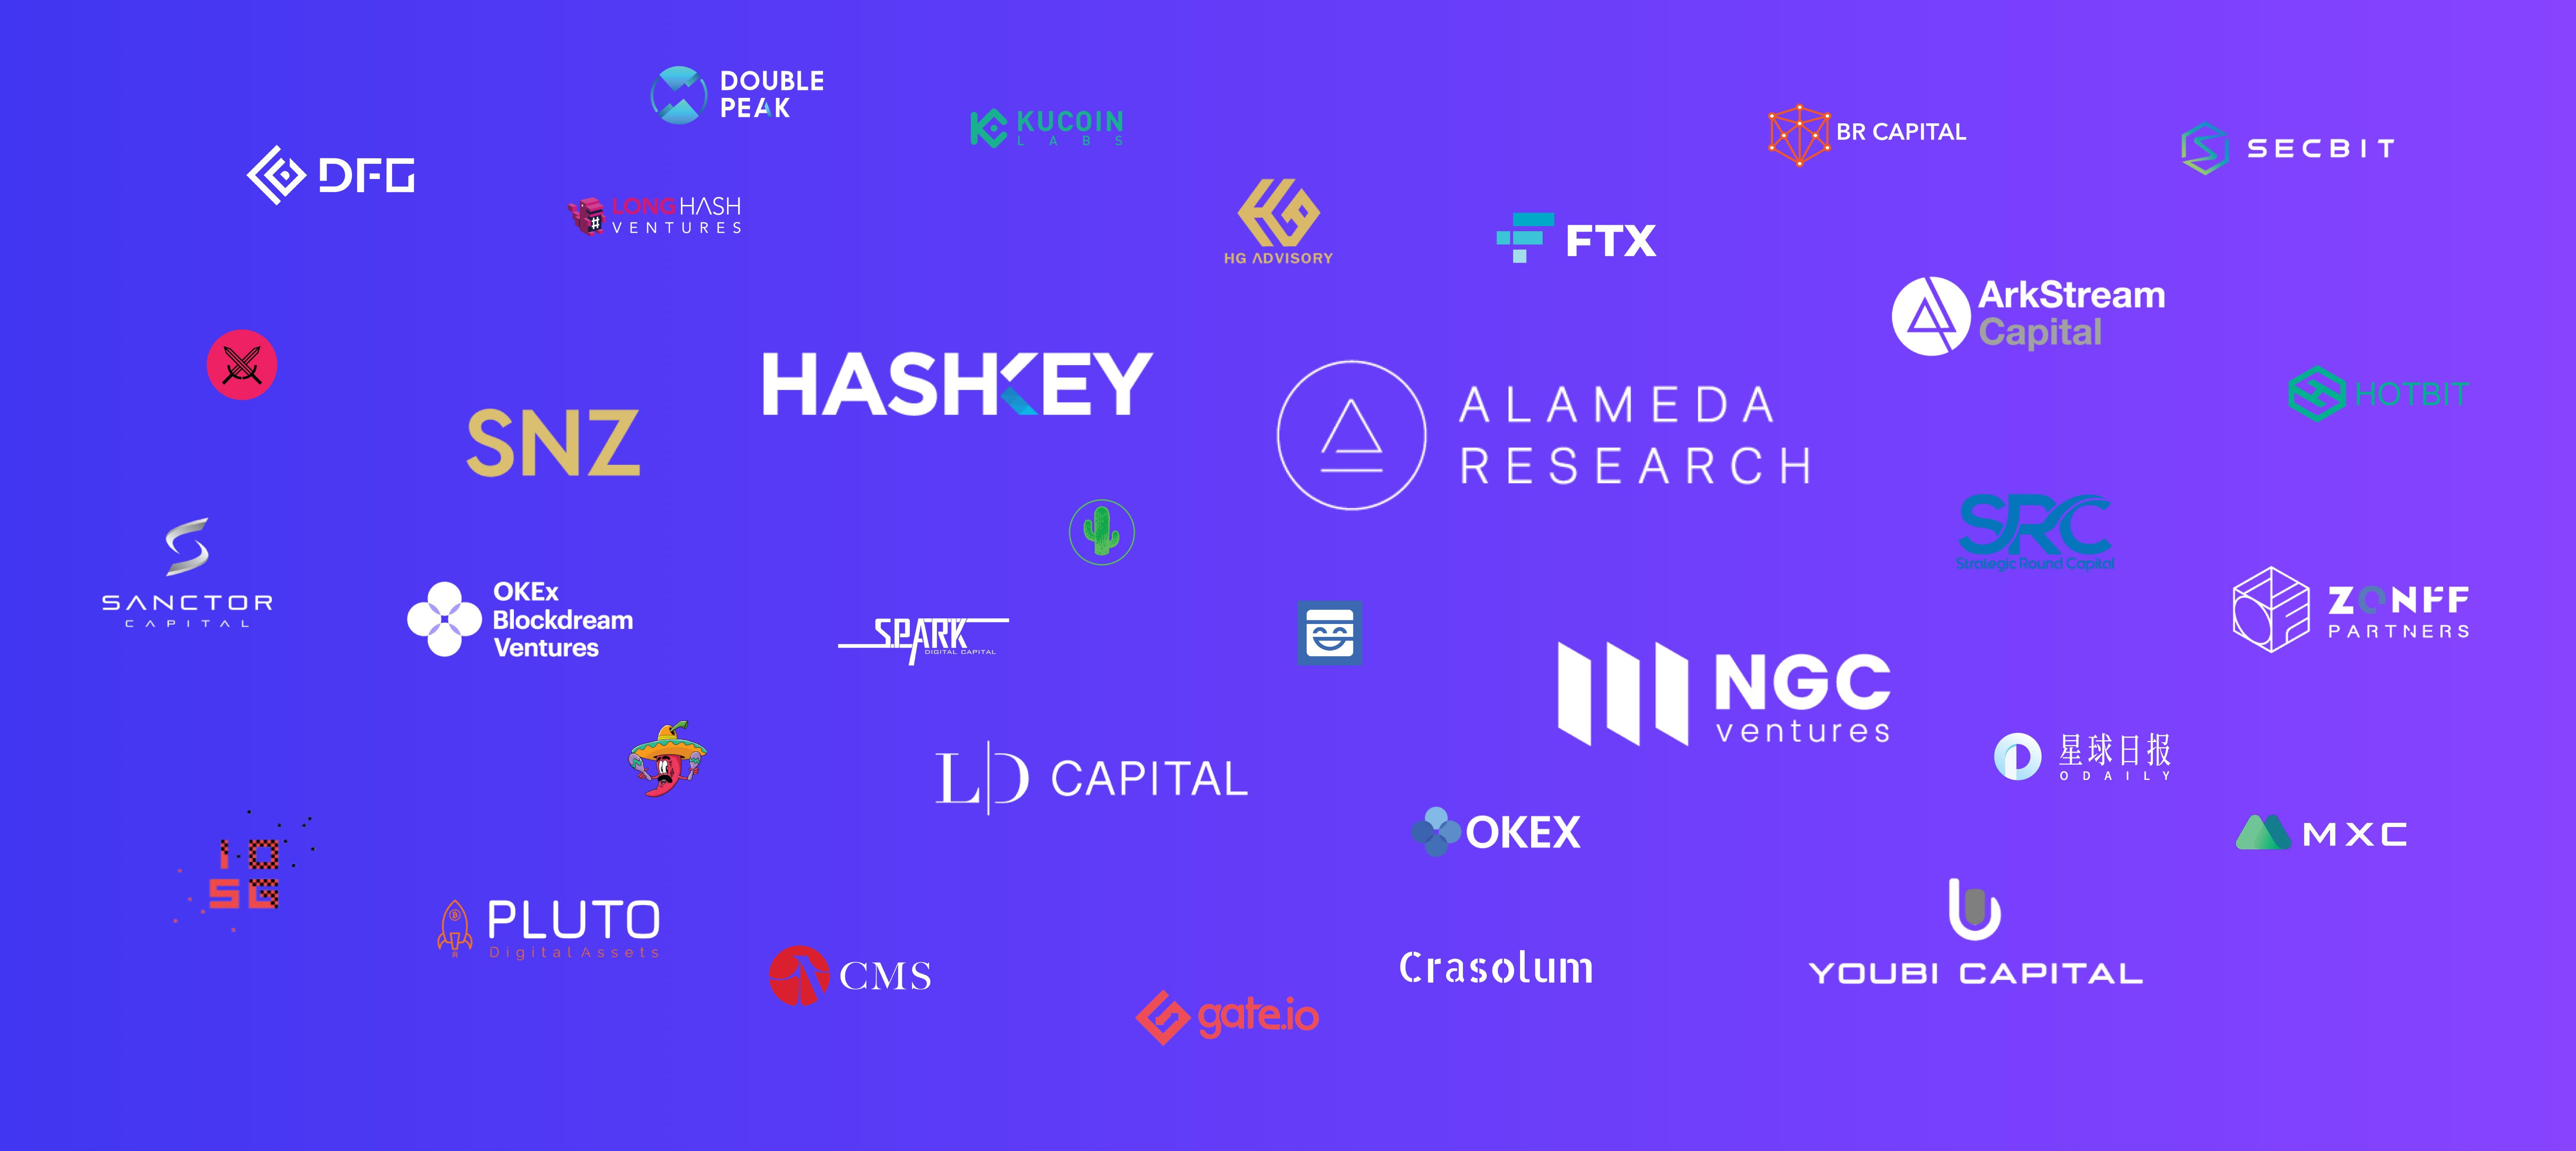 DOUBLE
PEAK
KUCOIN
LABS
BR CAPITAL
SECBIT
DFG
LONGHASH
VENTURES
HG ADVISORY
FTX
ArkStream
Capital
HASHKEY
ALAMEDA
RESEARCH
HOTBIT
SNZ
SRC
Strategic Round Capital
SANCTOR
CAPITAL
OKEx
Blockdream
Ventures
SPARK
DIGITAL CAPITAL
ZONFF
PARTNERS
NGC
ventures
LD CAPITAL
星球日报
ODAILY
OKEX
MXC
IO
SG
PLUTO
Digital Assets
CMS
Crasolum
YOUBI CAPITAL
gate.io